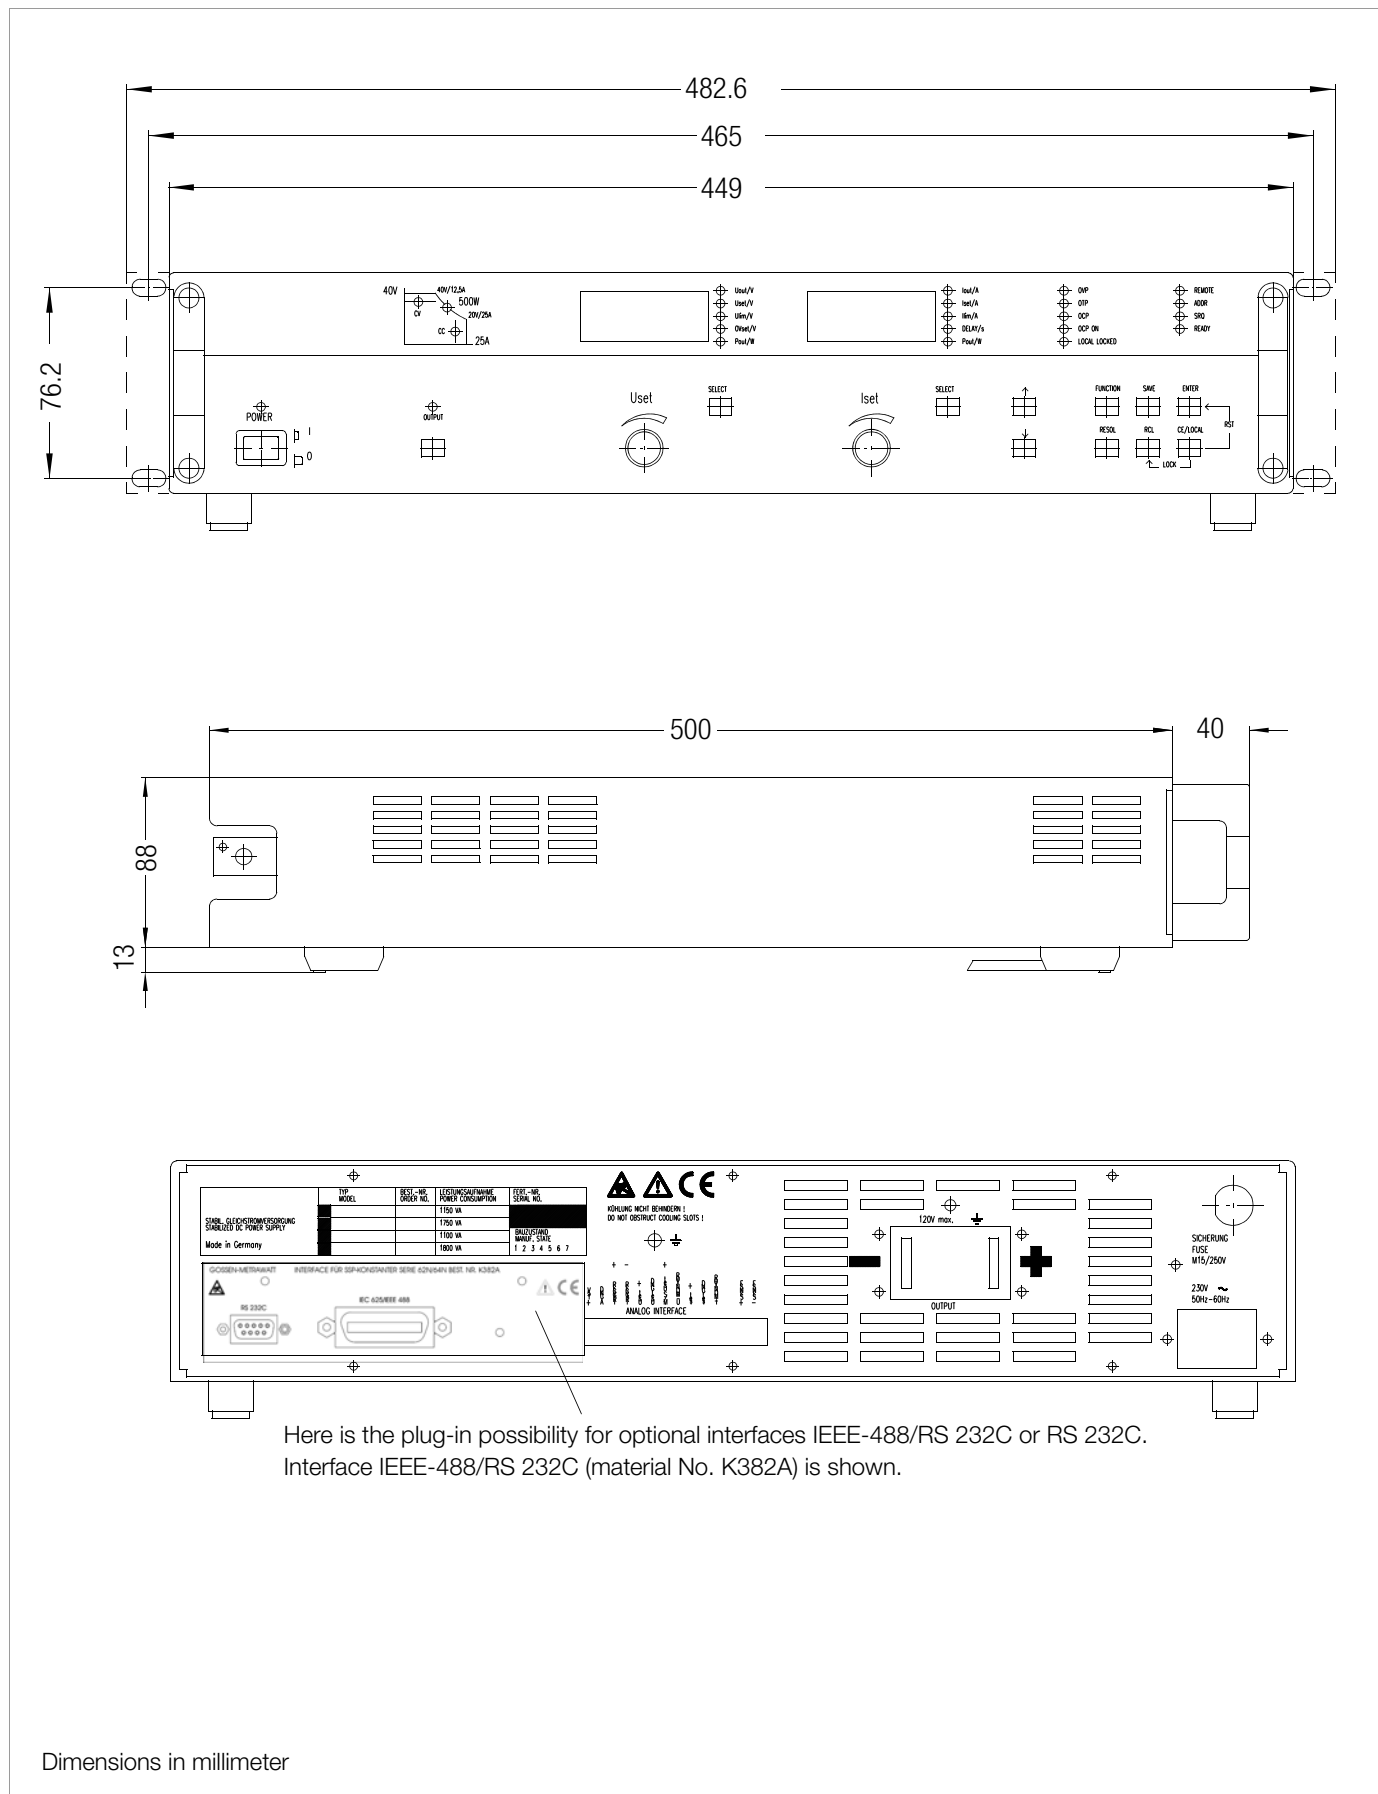 482.6
465
449
76.2
40V
40V/12,5A
500W
20V/25A
CV
CC
25A
Uout/V
Uset/V
Ulim/V
OVset/V
Pout/W
Iout/A
Iset/A
Ilim/A
DELAY/s
Pout/W
OVP
OTP
OCP
OCP ON
LOCAL LOCKED
REMOTE
ADDR
SRQ
READY
POWER
I
0
OUTPUT
Uset
SELECT
Iset
SELECT
FUNCTION SAVE ENTER
RESOL RCL CE/LOCAL
RST
LOCK
500
40
88
13
TYP
MODEL
BEST.-NR.
ORDER NO.
LEISTUNGSAUFNAHME
POWER CONSUMPTION
FERT.-NR.
SERIAL NO.
1150 VA
1750 VA
1100 VA
1800 VA
STABIL. GLEICHSTROMVERSORGUNG
STABILIZED DC POWER SUPPLY
Made in Germany
BAUZUSTAND
MANUF. STATE
1 2 3 4 5 6 7
CE
KÜHLUNG NICHT BEHINDERN !
DO NOT OBSTRUCT COOLING SLOTS !
GOSSEN-METRAWATT INTERFACE FÜR SSP-KONSTANTER SERIE 62N/64N BEST. NR. K382A
CE
RS 232C
IEC 625/IEEE 488
ANALOG INTERFACE
120V max.
OUTPUT
SICHERUNG
FUSE
M15/250V
230V ~
50Hz-60Hz
Here is the plug-in possibility for optional interfaces IEEE-488/RS 232C or RS 232C.
Interface IEEE-488/RS 232C (material No. K382A) is shown.
Dimensions in millimeter